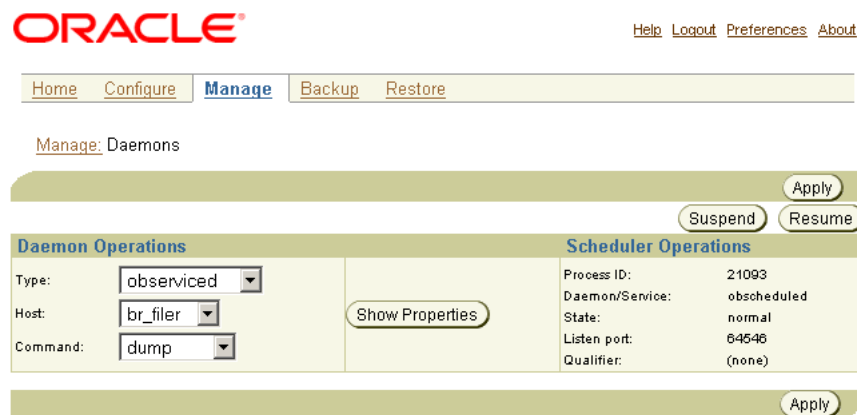 ORACLE®
Help Logout Preferences About
Home Configure Manage Backup Restore
Manage: Daemons
Apply
Suspend Resume
Daemon Operations Scheduler Operations
Type: observiced Process ID: 21093
Daemon/Service: obscheduled
Host: br_filer Show Properties State: normal
Command: dump Listen port: 64546
Qualifier: (none)
Apply